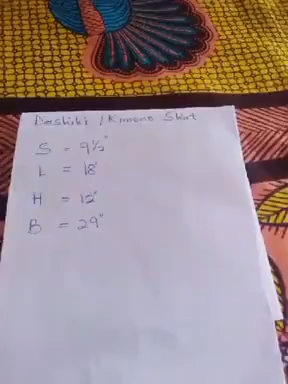 Dashiki / Kimono Shirt
S = 9½"
L = 18"
H = 12"
B = 29"